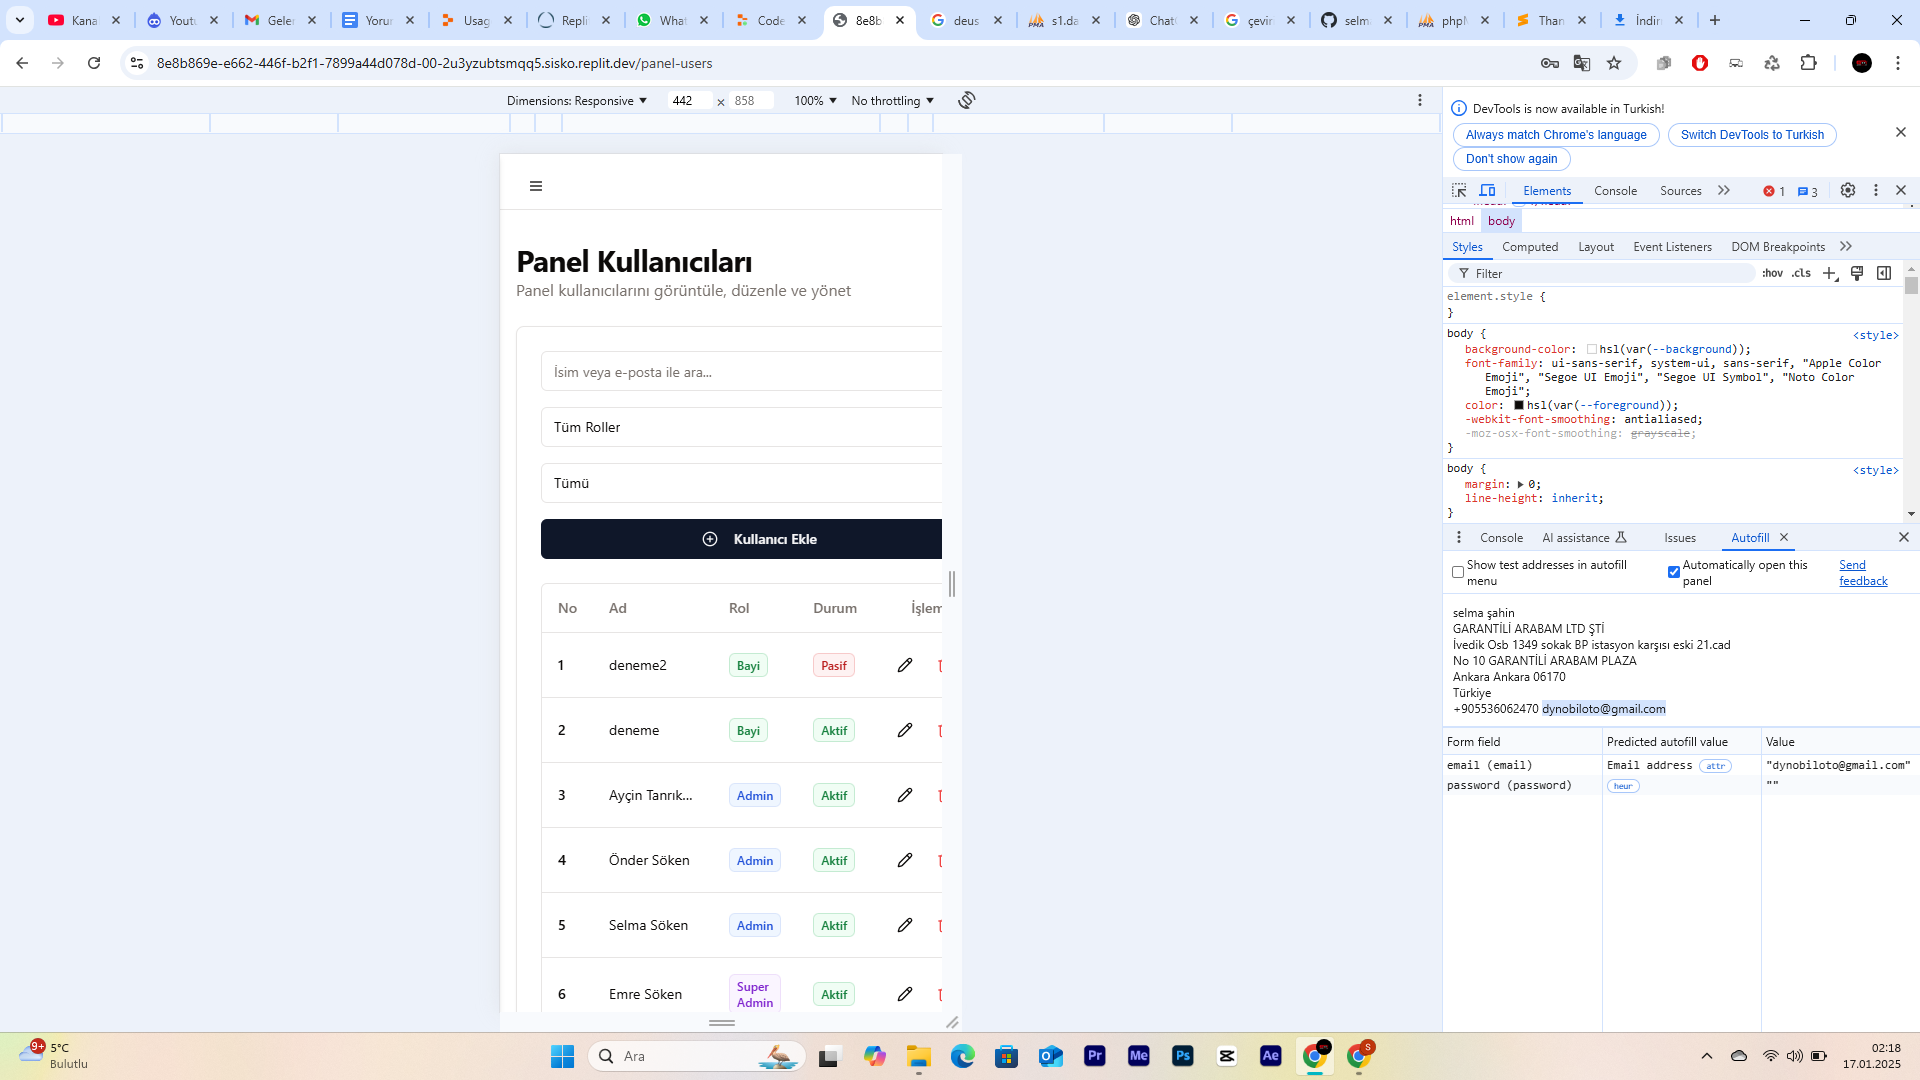 Kana
Youtu
Geler
Yorur
Usag
Repli
What
Code
8e8b
deus
s1.da
Chat
çevir
selm
phpM
Than
İndir
8e8b869e-e662-446f-b2f1-7899a44d078d-00-2u3yzubtsmqq5.sisko.replit.dev/panel-users
Dimensions: Responsive 442 × 858 100% No throttling
DevTools is now available in Turkish!
Always match Chrome's language Switch DevTools to Turkish
Don't show again
Elements Console Sources 1 3
html body
Styles Computed Layout Event Listeners DOM Breakpoints
Filter :hov .cls
element.style {
}
body { <style>
background-color: hsl(var(--background));
font-family: ui-sans-serif, system-ui, sans-serif, "Apple Color
Emoji", "Segoe UI Emoji", "Segoe UI Symbol", "Noto Color
Emoji";
color: hsl(var(--foreground));
-webkit-font-smoothing: antialiased;
-moz-osx-font-smoothing: grayscale;
}
body { <style>
margin: 0;
line-height: inherit;
}
Console AI assistance Issues Autofill
Show test addresses in autofill menu
Automatically open this panel
Send feedback
selma şahin
GARANTİLİ ARABAM LTD ŞTİ
İvedik Osb 1349 sokak BP istasyon karşısı eski 21.cad
No 10 GARANTİLİ ARABAM PLAZA
Ankara Ankara 06170
Türkiye
+905536062470 dynobiloto@gmail.com
Form field Predicted autofill value Value
email (email) Email address attr "dynobiloto@gmail.com"
password (password) heur ""
Panel Kullanıcıları
Panel kullanıcılarını görüntüle, düzenle ve yönet
İsim veya e-posta ile ara...
Tüm Roller
Tümü
Kullanıcı Ekle
No Ad Rol Durum İşlem
1 deneme2 Bayi Pasif
2 deneme Bayi Aktif
3 Ayçin Tanrık... Admin Aktif
4 Önder Söken Admin Aktif
5 Selma Söken Admin Aktif
6 Emre Söken Super Admin Aktif
9+ 5°C
Bulutlu
Ara
Pr
Me
Ps
Ae
S
02:18
17.01.2025